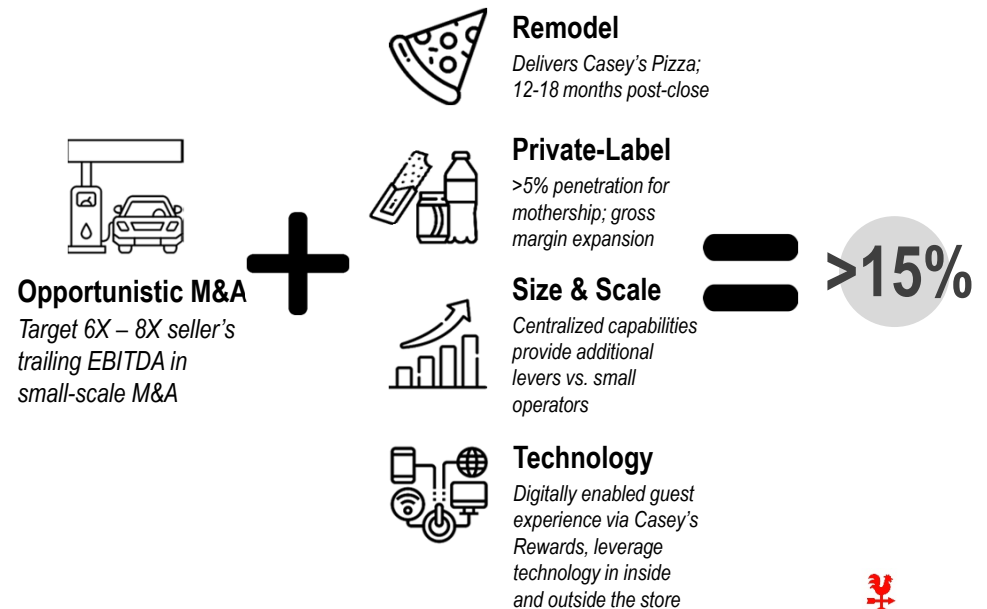 Opportunistic M&A
Target 6X – 8X seller's
trailing EBITDA in
small-scale M&A
Remodel
Delivers Casey's Pizza;
12-18 months post-close
Private-Label
>5% penetration for
mothership; gross
margin expansion
Size & Scale
Centralized capabilities
provide additional
levers vs. small
operators
Technology
Digitally enabled guest
experience via Casey's
Rewards, leverage
technology in inside
and outside the store
>15%